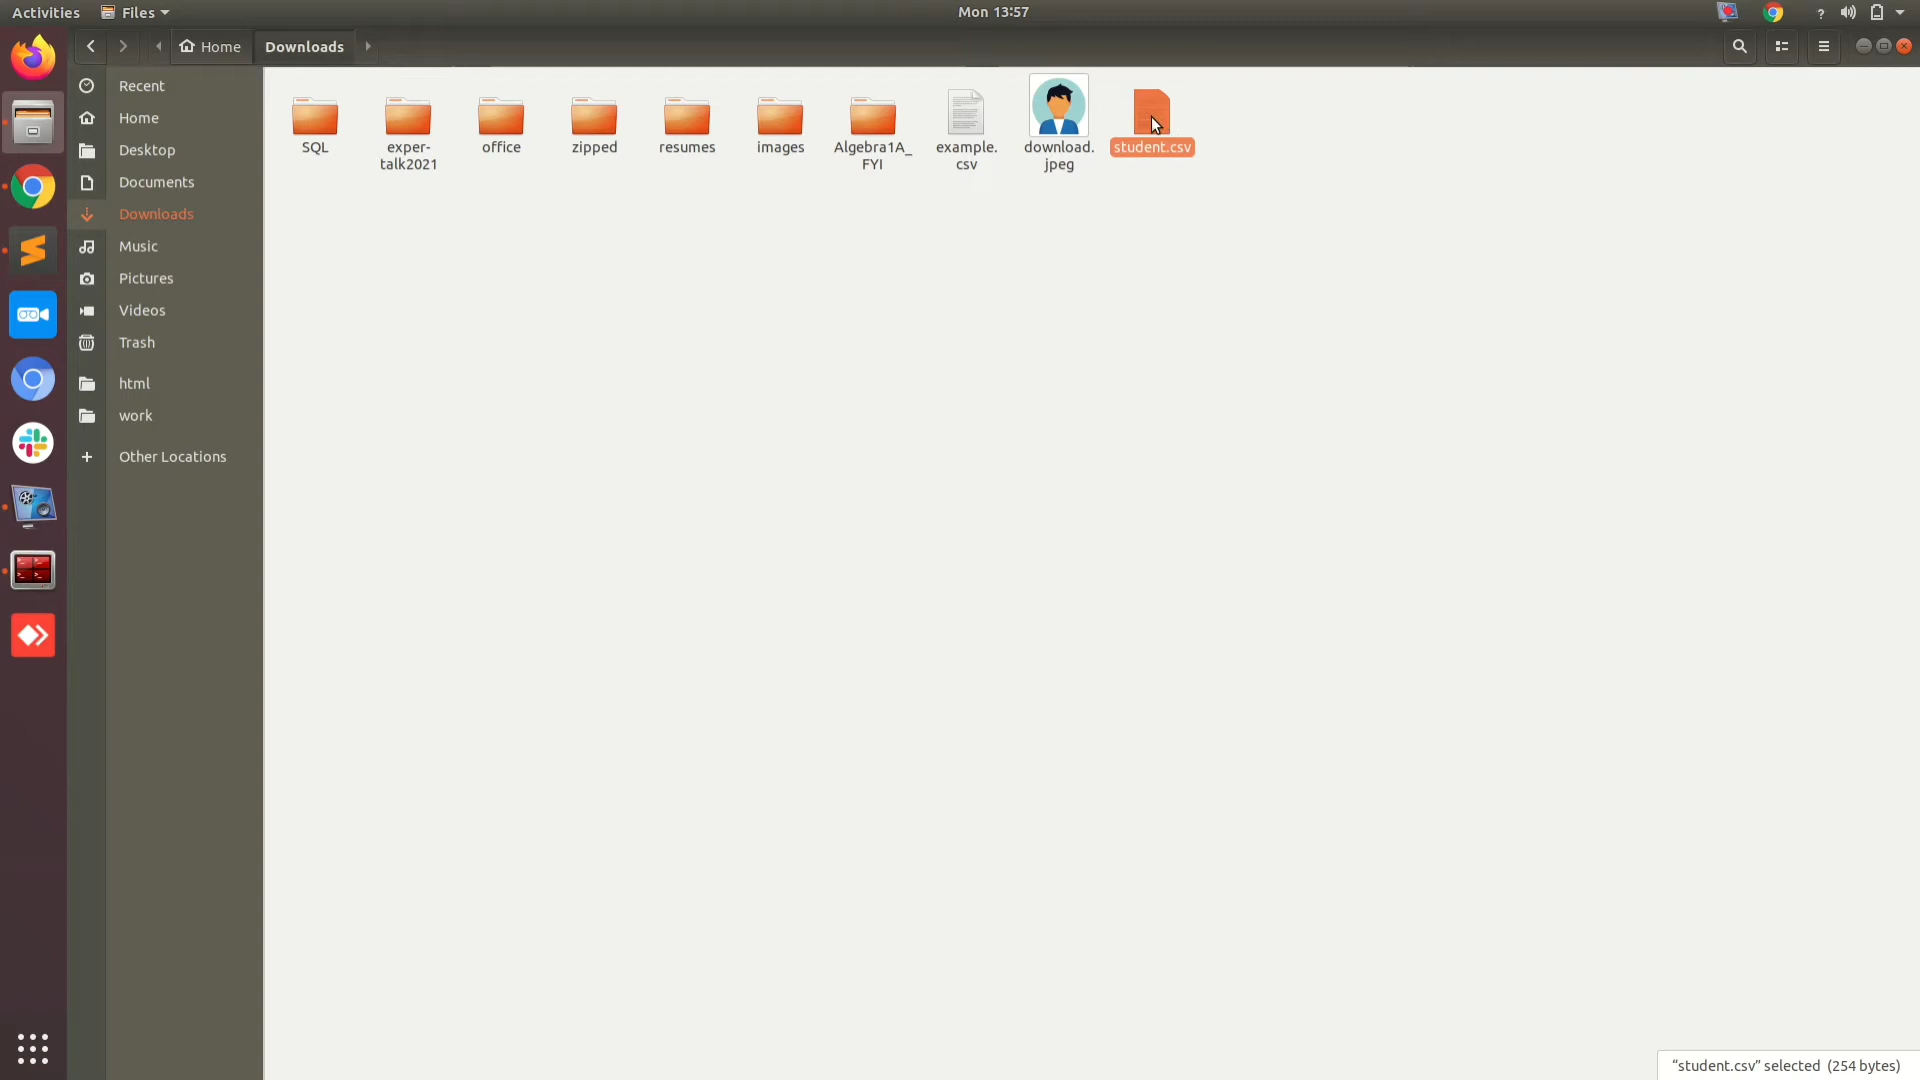 Activities
Files
Mon 13:57
?
Home
Downloads
Recent
Home
Desktop
Documents
Downloads
Music
Pictures
Videos
Trash
html
work
+ Other Locations
SQL
exper-
talk2021
office
zipped
resumes
images
Algebra1A_
FYI
example.
csv
download.
jpeg
student.csv
“student.csv” selected (254 bytes)